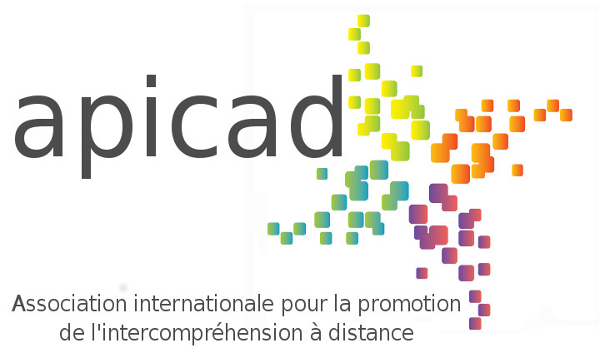 apicad
Association internationale pour la promotion
de l'intercompréhension à distance